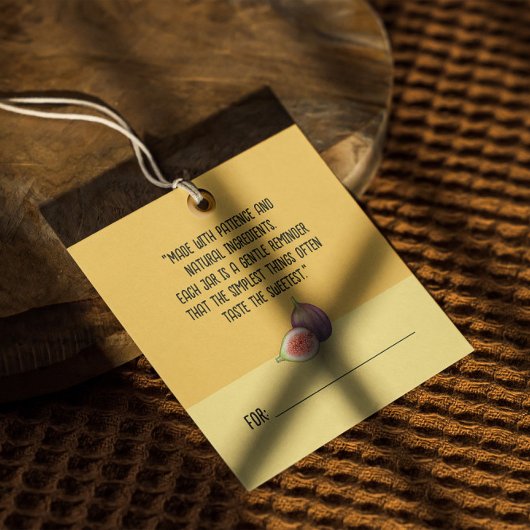 "MADE WITH PATIENCE AND
NATURAL INGREDIENTS.
EACH JAR IS A GENTLE REMINDER
THAT THE SIMPLEST THINGS OFTEN
TASTE THE SWEETEST."
FOR: